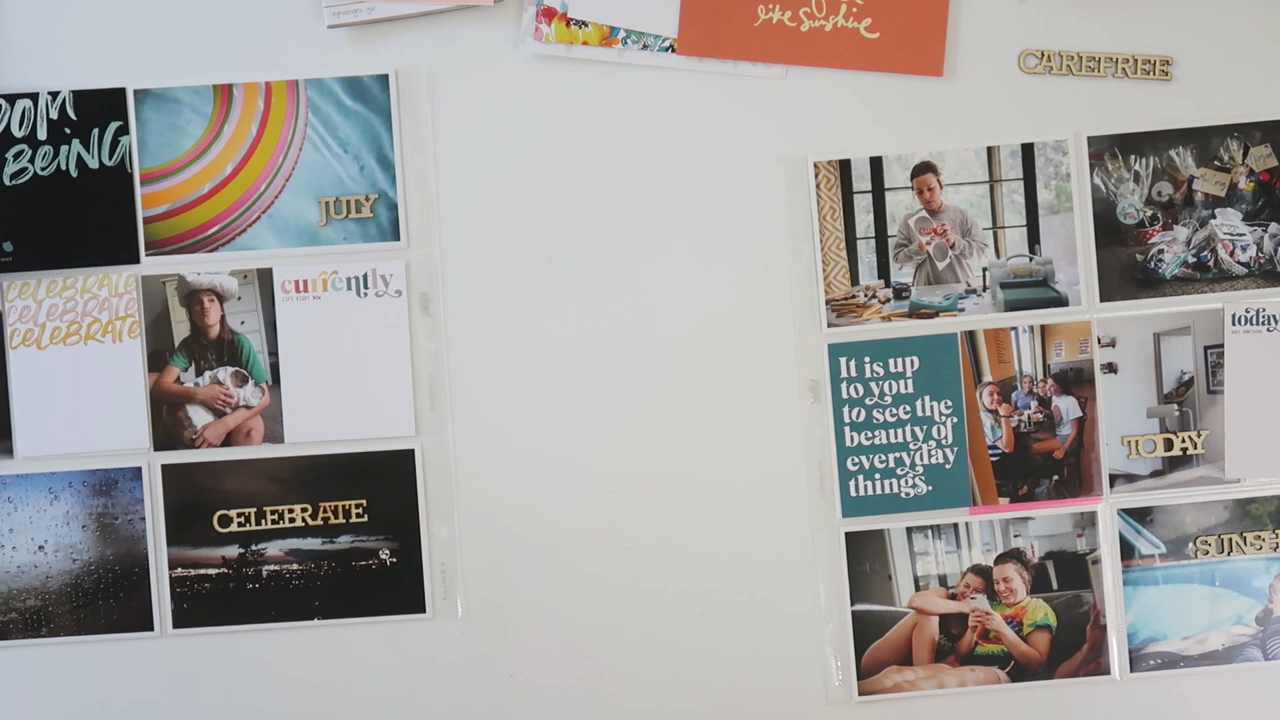 like sunshine
CAREFREE
BEING
JULY
CELEBRATE
CELEBRATE
CELEBRATE
currently
LIFE RIGHT NOW
CELEBRATE
It is up
to you
to see the
beauty of
everyday
things.
today
TODAY
SUNSH